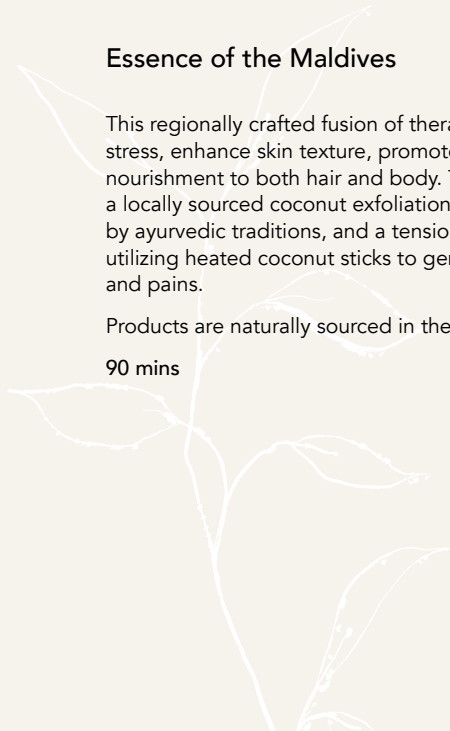 Essence of the Maldives
This regionally crafted fusion of
stress, enhance skin texture,
nourishment to both hair and body.
a locally sourced coconut exfoliation
by ayurvedic traditions, and a
utilizing heated coconut sticks to
and pains.
Products are naturally sourced in the
90 mins